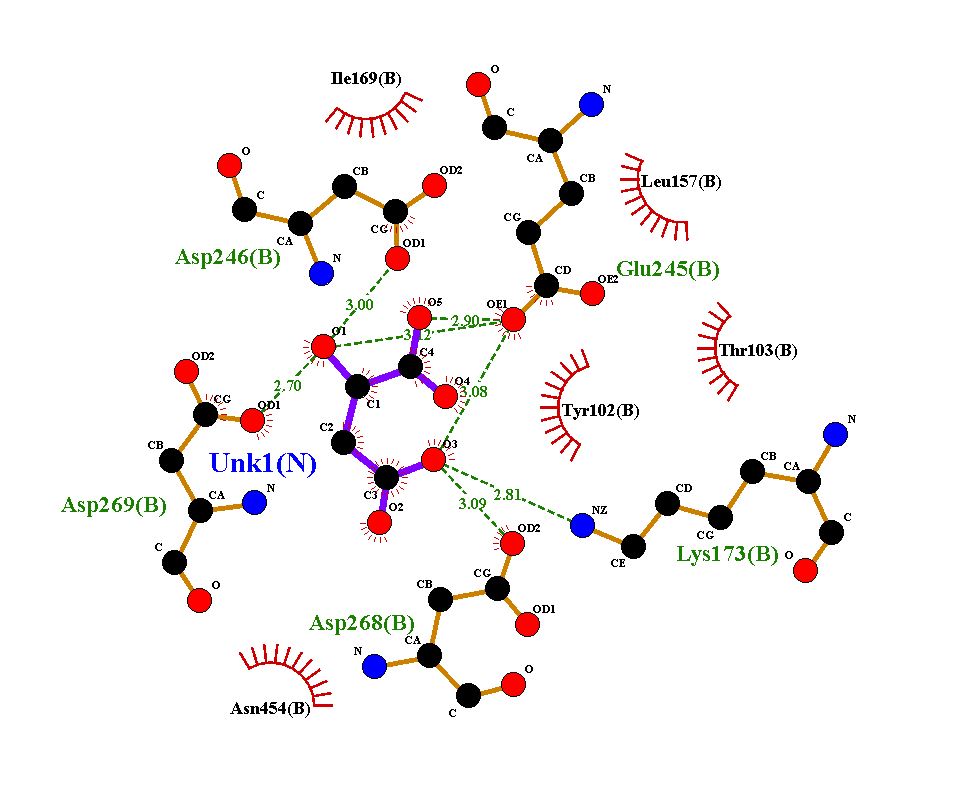 Ile169(B)
O
N
C
CA
CB
CG
CD
OE1
OE2
Glu245(B)
Leu157(B)
O
C
CA
CB
CG
OD2
OD1
N
Asp246(B)
3.00
2.90
3.12
3.08
2.70
2.81
3.09
O1
O5
C4
O4
C1
C2
C3
O3
O2
Unk1(N)
Thr103(B)
Tyr102(B)
OD2
CG
OD1
CB
CA
N
C
O
Asp269(B)
N
CA
CB
C
O
CG
CD
CE
NZ
Lys173(B)
OD2
CG
OD1
CB
CA
N
C
O
Asp268(B)
Asn454(B)